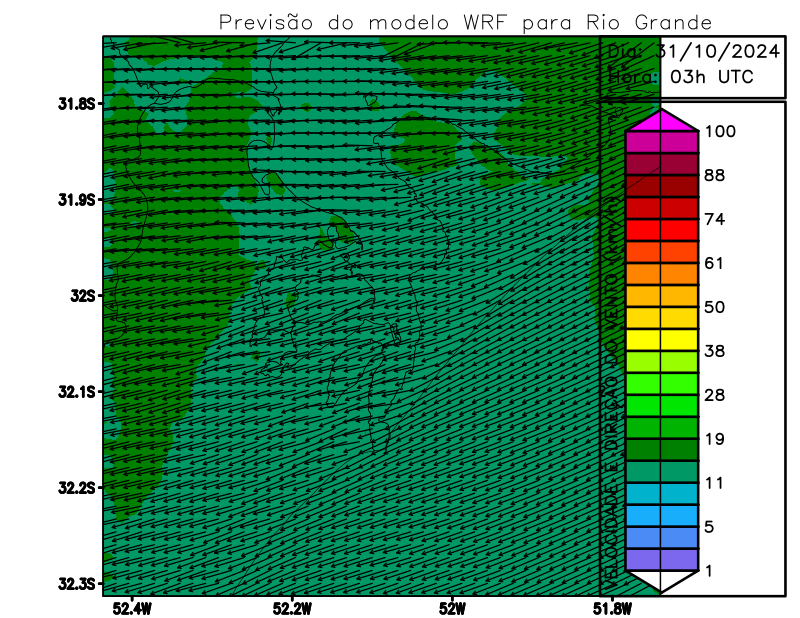 Previsão do modelo WRF para Rio Grande
Dia: 31/10/2024
Hora: 03h UTC
31.8S
31.9S
32S
32.1S
32.2S
32.3S
52.4W
52.2W
52W
51.8W
VELOCIDADE E DIREÇÃO DO VENTO (km/h)
100
88
74
61
50
38
28
19
11
5
1